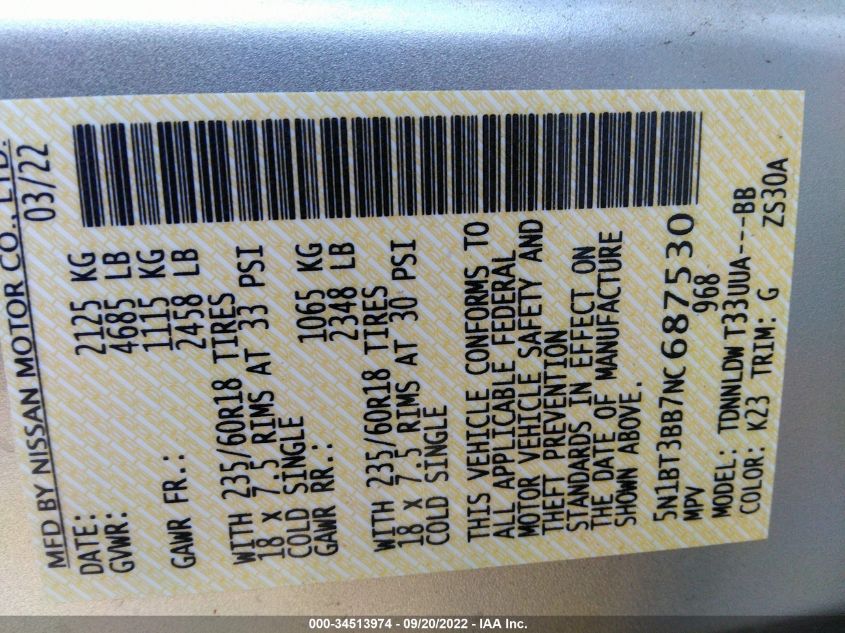 MFD BY NISSAN MOTOR CO., LTD.
DATE: 03/22
GVWR: 2125 KG
4685 LB
GAWR FR.: 1115 KG
2458 LB
WITH 235/60R18 TIRES
18 X 7.5 RIMS AT 33 PSI
COLD SINGLE
GAWR RR.: 1065 KG
2348 LB
WITH 235/60R18 TIRES
18 X 7.5 RIMS AT 30 PSI
COLD SINGLE
THIS VEHICLE CONFORMS TO
ALL APPLICABLE FEDERAL
MOTOR VEHICLE SAFETY AND
THEFT PREVENTION
STANDARDS IN EFFECT ON
THE DATE OF MANUFACTURE
SHOWN ABOVE.
5N1BT3BB7NC687530
MPV 968
MODEL: TDNNLDWT33UUA---BB
COLOR: K23 TRIM: G ZS30A
000-34513974 - 09/20/2022 - IAA Inc.